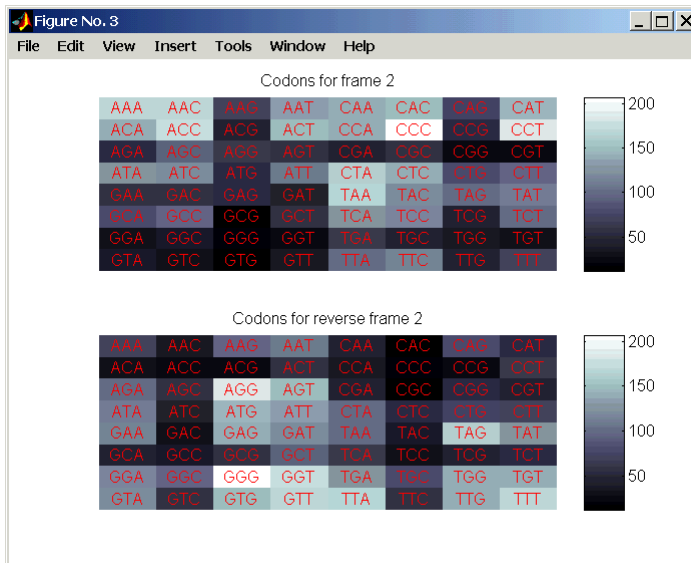 Figure No. 3
File Edit View Insert Tools Window Help
Codons for frame 2
AAA AAC AAG AAT CAA CAC CAG CAT
ACA ACC ACG ACT CCA CCC CCG CCT
AGA AGC AGG AGT CGA CGC CGG CGT
ATA ATC ATG ATT CTA CTC CTG CTT
GAA GAC GAG GAT TAA TAC TAG TAT
GCA GCC GCG GCT TCA TCC TCG TCT
GGA GGC GGG GGT TGA TGC TGG TGT
GTA GTC GTG GTT TTA TTC TTG TTT
200
150
100
50
Codons for reverse frame 2
AAA AAC AAG AAT CAA CAC CAG CAT
ACA ACC ACG ACT CCA CCC CCG CCT
AGA AGC AGG AGT CGA CGC CGG CGT
ATA ATC ATG ATT CTA CTC CTG CTT
GAA GAC GAG GAT TAA TAC TAG TAT
GCA GCC GCG GCT TCA TCC TCG TCT
GGA GGC GGG GGT TGA TGC TGG TGT
GTA GTC GTG GTT TTA TTC TTG TTT
200
150
100
50